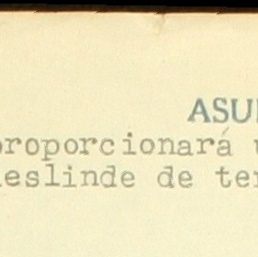 ASU
proporcionará
deslinde de te